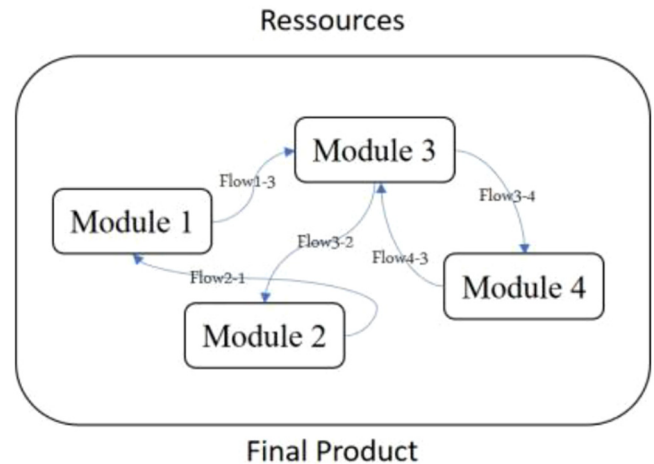 Ressources
Module 3
Flow1-3
Flow3-4
Module 1
Flow3-2
Flow4-3
Flow2-1
Module 4
Module 2
Final Product